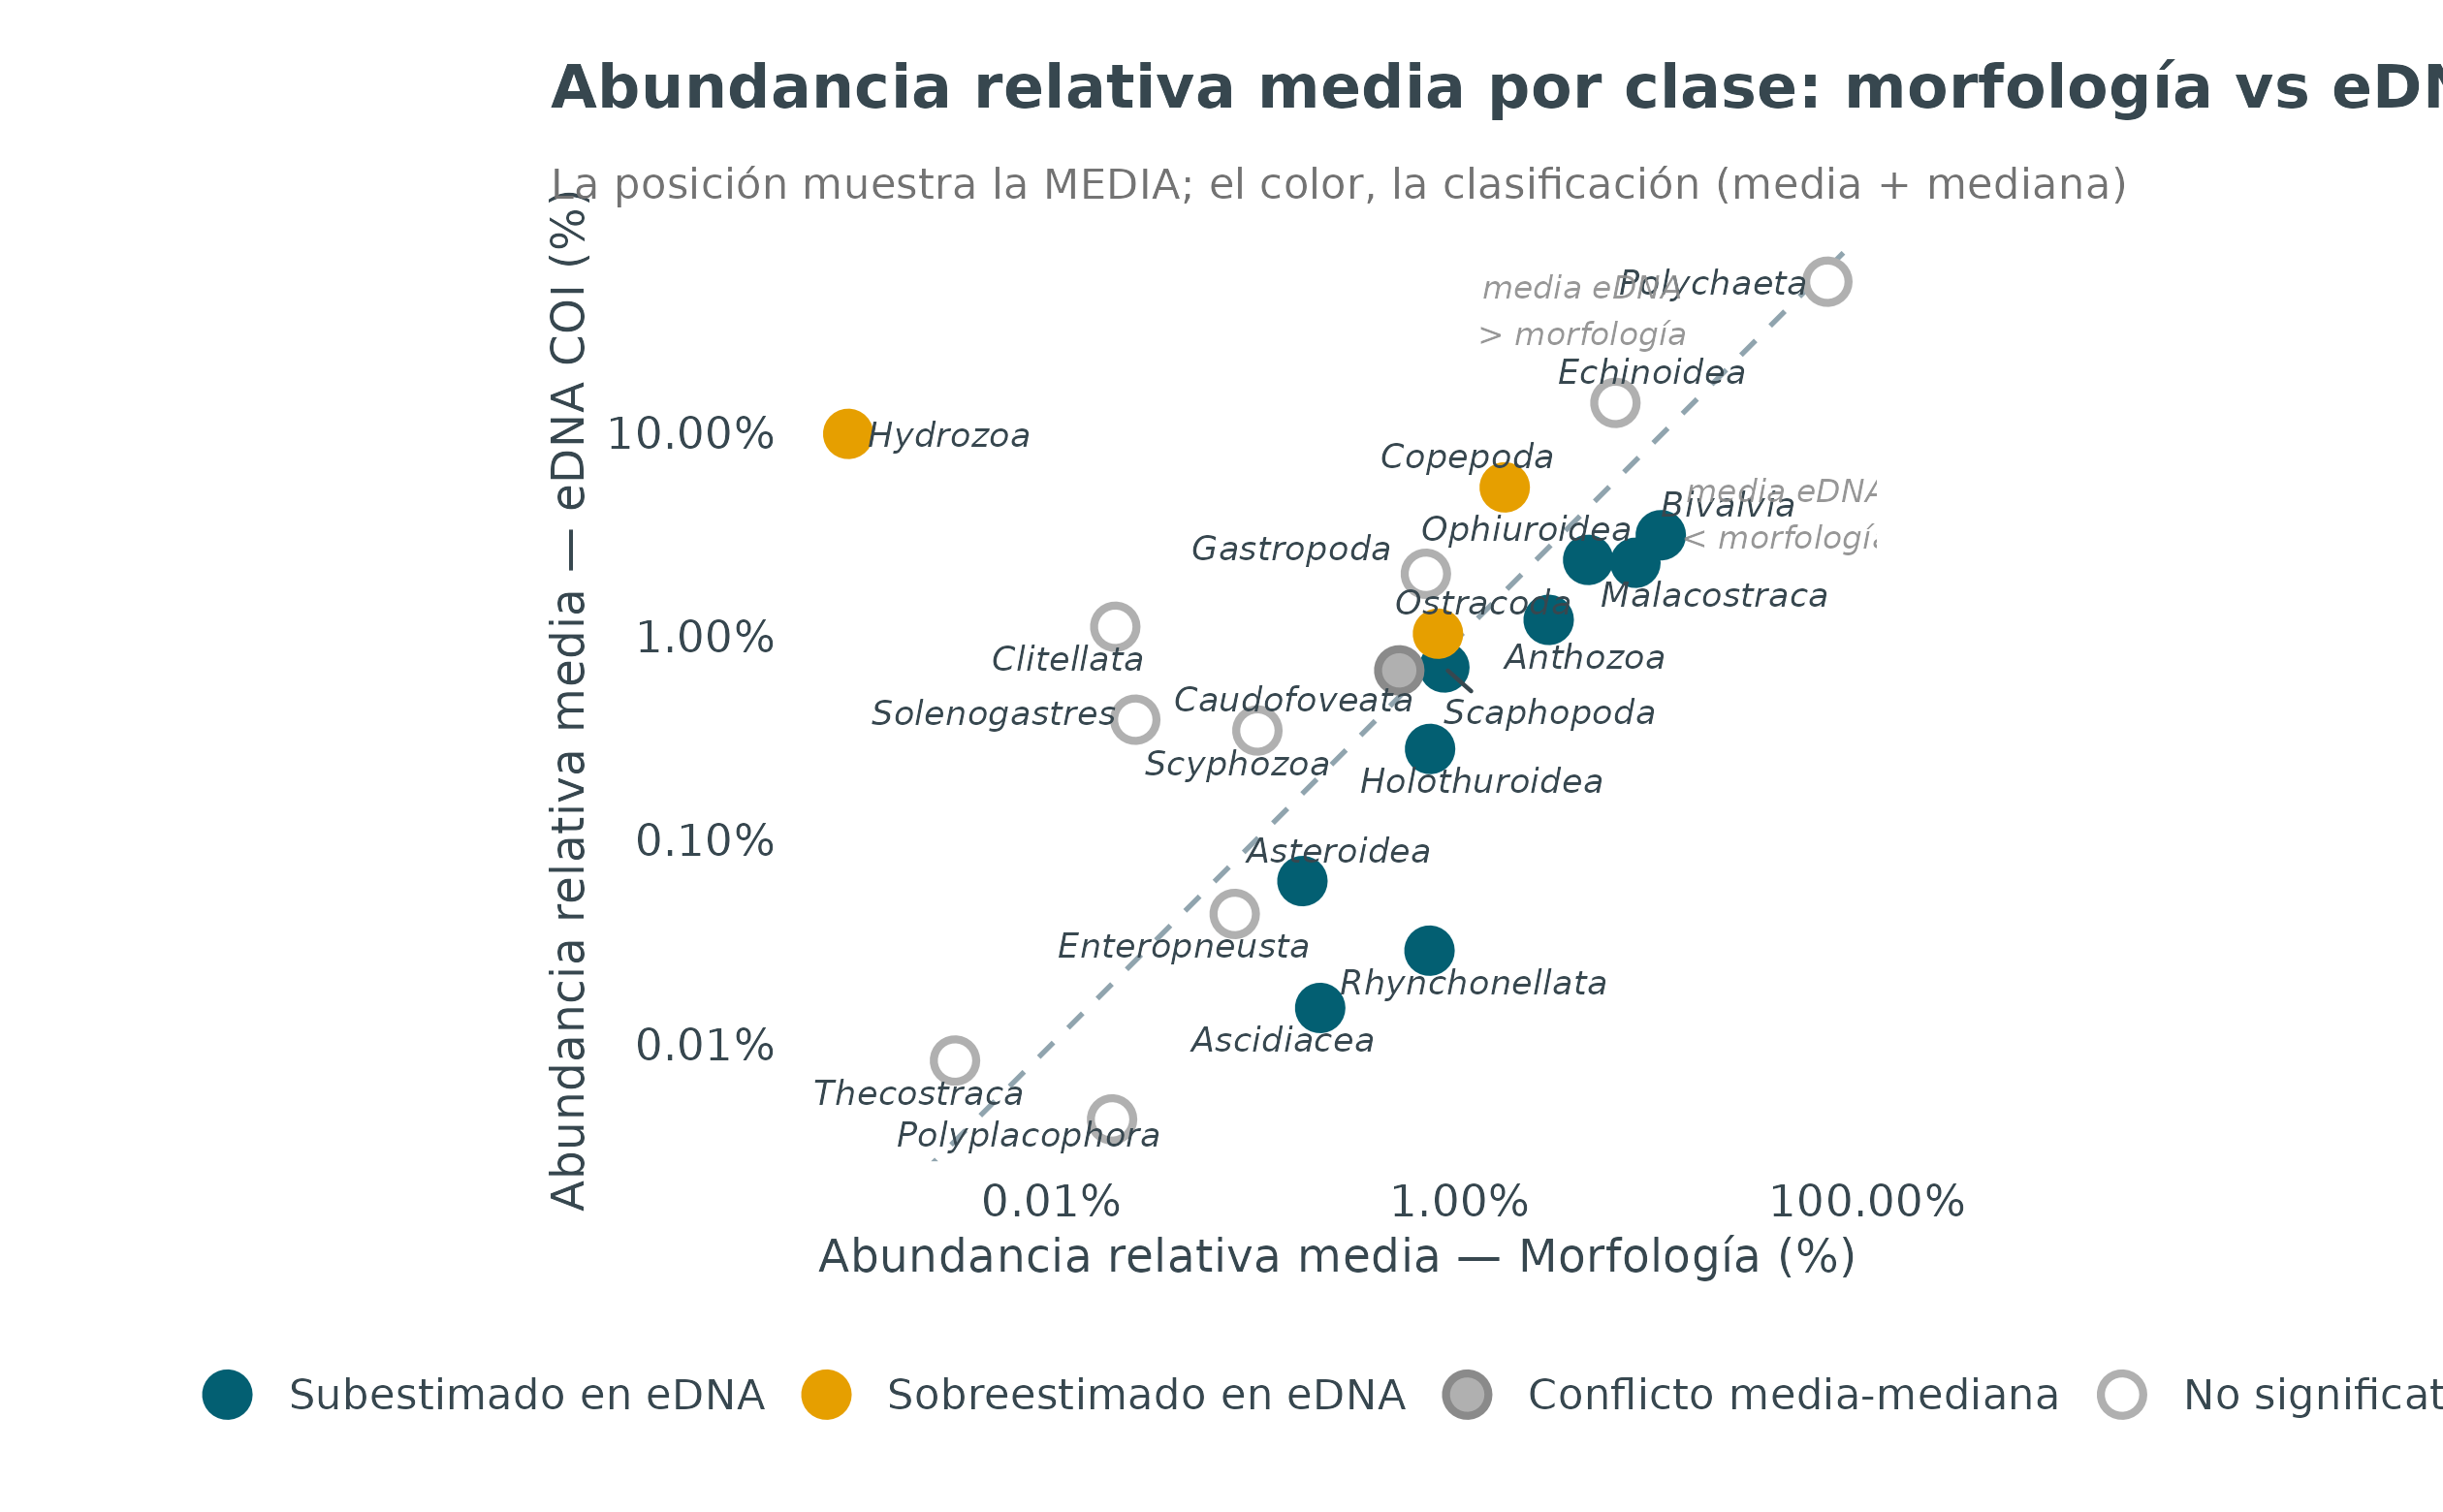 Abundancia relativa media por clase: morfología vs eDN
La posición muestra la MEDIA; el color, la clasificación (media + mediana)
Abundancia relativa media — eDNA COI (%)
10.00%
1.00%
0.10%
0.01%
media eDNA
> morfología
Polychaeta
Echinoidea
Hydrozoa
Copepoda
media eDNA
< morfología
Bivalvia
Ophiuroidea
Gastropoda
Malacostraca
Ostracoda
Clitellata
Anthozoa
Caudofoveata
Solenogastres
Scaphopoda
Scyphozoa
Holothuroidea
Asteroidea
Enteropneusta
Rhynchonellata
Ascidiacea
Thecostraca
Polyplacophora
0.01%
1.00%
100.00%
Abundancia relativa media — Morfología (%)
Subestimado en eDNA
Sobreestimado en eDNA
Conflicto media-mediana
No significat